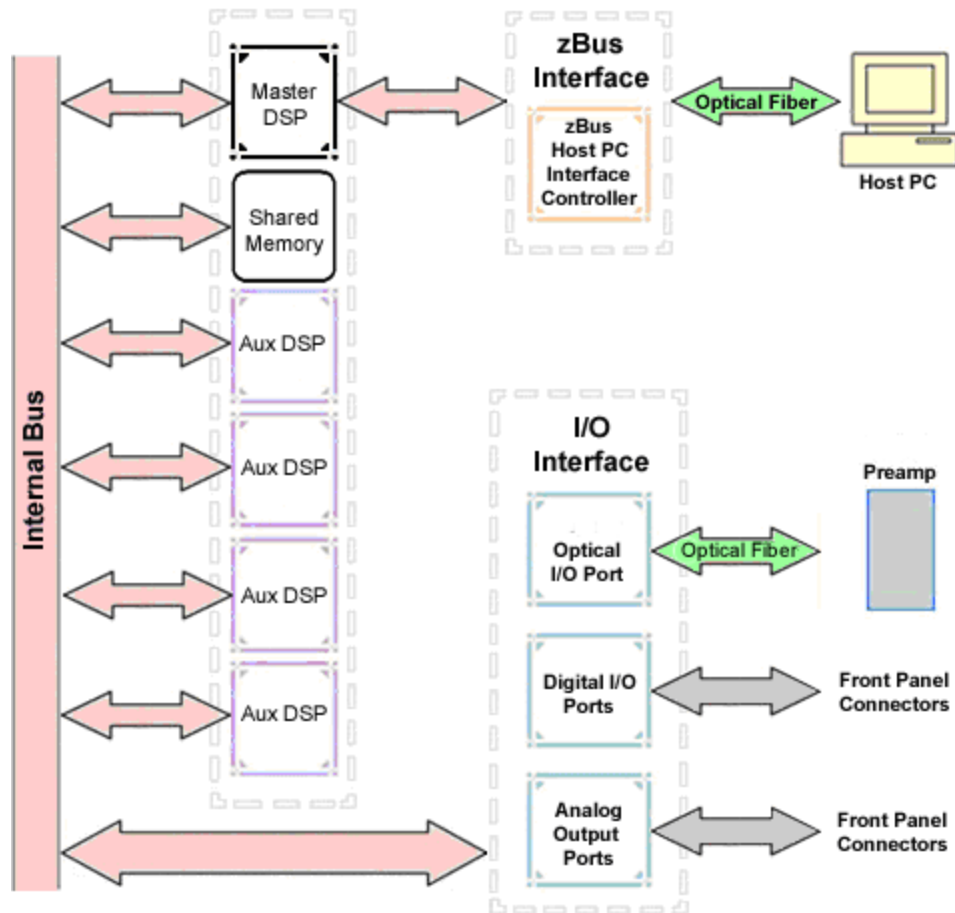 Internal Bus
Master
DSP
Shared
Memory
Aux DSP
Aux DSP
Aux DSP
Aux DSP
zBus
Interface
zBus
Host PC
Interface
Controller
Optical Fiber
Host PC
I/O
Interface
Optical
I/O Port
Optical Fiber
Preamp
Digital I/O
Ports
Front Panel
Connectors
Analog
Output
Ports
Front Panel
Connectors